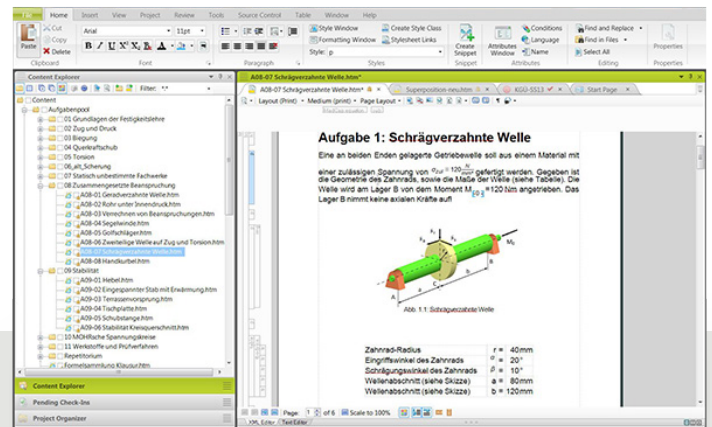 Home Insert View Project Review Tools Source Control Table Window Help
Cut
Copy
Delete
Paste
Clipboard
Arial 11pt
Font
Paragraph
Style Window
Formatting Window
Style: p
Create Style Class
Stylesheet Links
Styles
Create Snippet
Snippet
Attributes Window
Conditions
Language
Name
Attributes
Find and Replace
Find in Files
Select All
Editing
Properties
Properties
Content Explorer
Filter: *.*
Content
Aufgabenpool
01 Grundlagen der Festigkeitslehre
02 Zug und Druck
03 Biegung
04 Querkraftschub
05 Torsion
06_alt_Scherung
07 Statisch unbestimmte Fachwerke
08 Zusammengesetzte Beanspruchung
A08-01 Geradverzahnte Welle.htm
A08-02 Rohr unter Innendruck.htm
A08-03 Verrechnen von Beanspruchungen.htm
A08-04 Segelwinde.htm
A08-05 Golfschläger.htm
A08-06 Zweiteilige Welle auf Zug und Torsion.htm
A08-07 Schrägverzahnte Welle.htm
A08-08 Handkurbel.htm
09 Stabilität
A09-01 Hebel.htm
A09-02 Eingespannter Stab mit Erwärmung.htm
A09-03 Terrassenvorsprung.htm
A09-04 Tischplatte.htm
A09-05 Schubstange.htm
A09-06 Stabilität Kreisquerschnitt.htm
10 MOHRsche Spannungskreise
11 Werkstoffe und Prüfverfahren
Repetitorium
Formelsammlung Klausur.htm
Content Explorer
Pending Check-Ins
Project Organizer
A08-07 Schrägverzahnte Welle.htm*
A08-07 Schrägverzahnte Welle.htm* Superposition-neu.htm KGÜ-SS13 Start Page
Layout (Print) Medium (print) Page Layout
Aufgabe 1: Schrägverzahnte Welle
Eine an beiden Enden gelagerte Getriebewelle soll aus einem Material mit
einer zulässigen Spannung von σzul = 120 N/mm² gefertigt werden. Gegeben ist
die Geometrie des Zahnrads, sowie die Maße der Welle (siehe Tabelle). Die
Welle wird am Lager B von dem Moment M =120 Nm angetrieben. Das
Lager B nimmt keine axialen Kräfte auf!
A a C b B
Abb. 1.1: Schrägverzahnte Welle
Zahnrad-Radius r = 40mm
Eingriffswinkel des Zahnrads α = 20°
Schrägungswinkel des Zahnrads β = 10°
Wellenabschnitt (siehe Skizze) a = 80mm
Wellenabschnitt (siehe Skizze) b = 120mm
Page: 1 of 6 Scale to 100%
XML Editor Text Editor